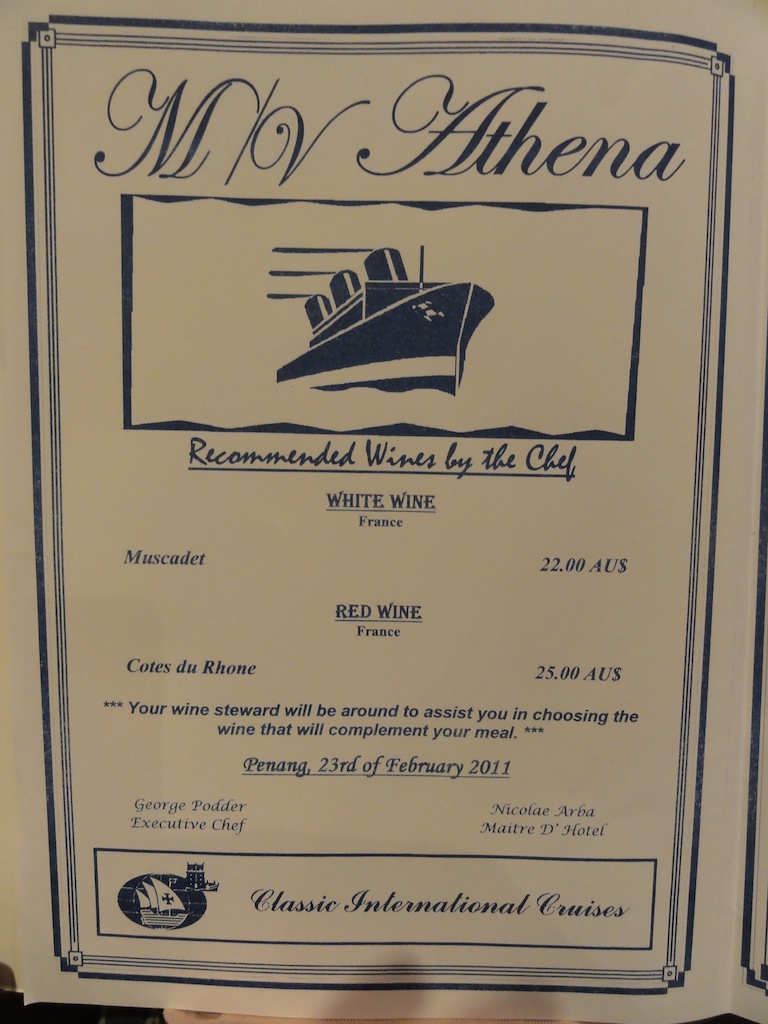 M/V Athena
Recommended Wines by the Chef
WHITE WINE
France
Muscadet 22.00 AU$
RED WINE
France
Cotes du Rhone 25.00 AU$
*** Your wine steward will be around to assist you in choosing the
wine that will complement your meal. ***
Penang, 23rd of February 2011
George Podder Nicolae Arba
Executive Chef Maitre D' Hotel
Classic International Cruises